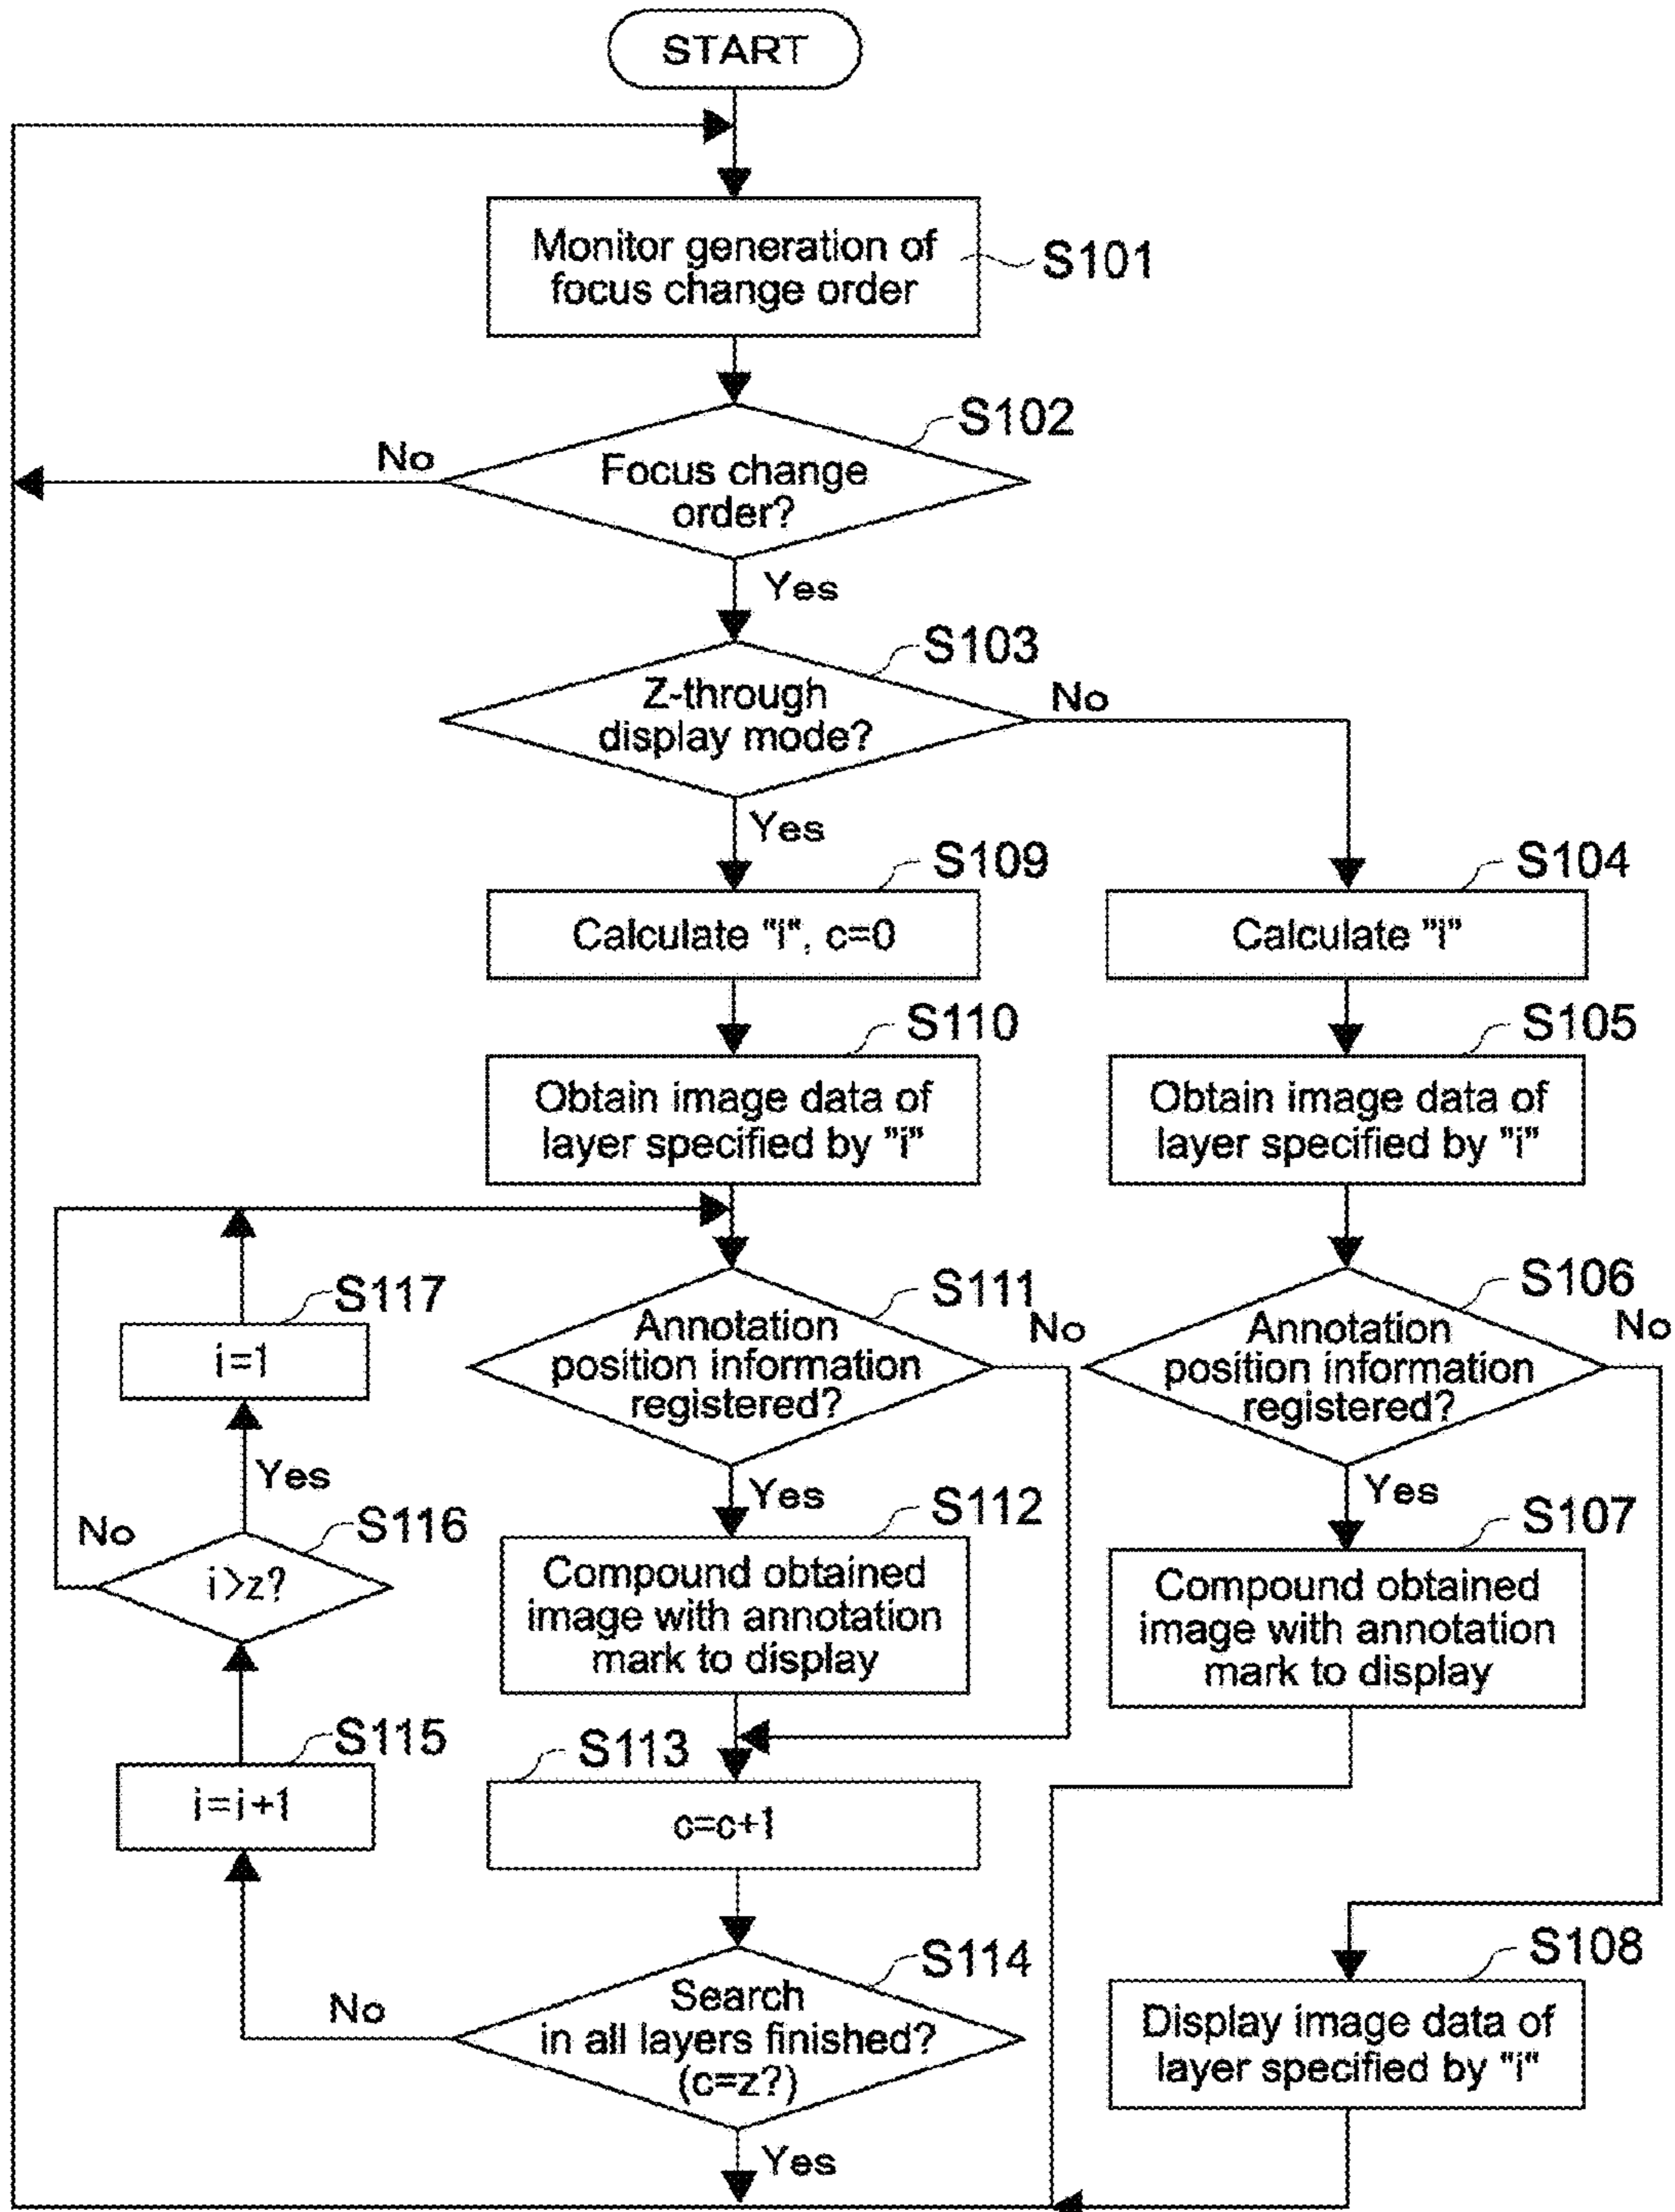 START
Monitor generation of
focus change order
S101
S102
No
Focus change
order?
Yes
S103
Z-through
display mode?
No
Yes
S109
Calculate "i", c=0
S104
Calculate "i"
S110
Obtain image data of
layer specified by "i"
S105
Obtain image data of
layer specified by "i"
S117
i=1
S111
Annotation
position information
registered?
No
S106
Annotation
position information
registered?
No
Yes
S116
No
i>z?
Yes
S112
Compound obtained
image with annotation
mark to display
Yes
S107
Compound obtained
image with annotation
mark to display
S115
i=i+1
S113
c=c+1
S114
No
Search
in all layers finished?
(c=z?)
Yes
S108
Display image data of
layer specified by "i"